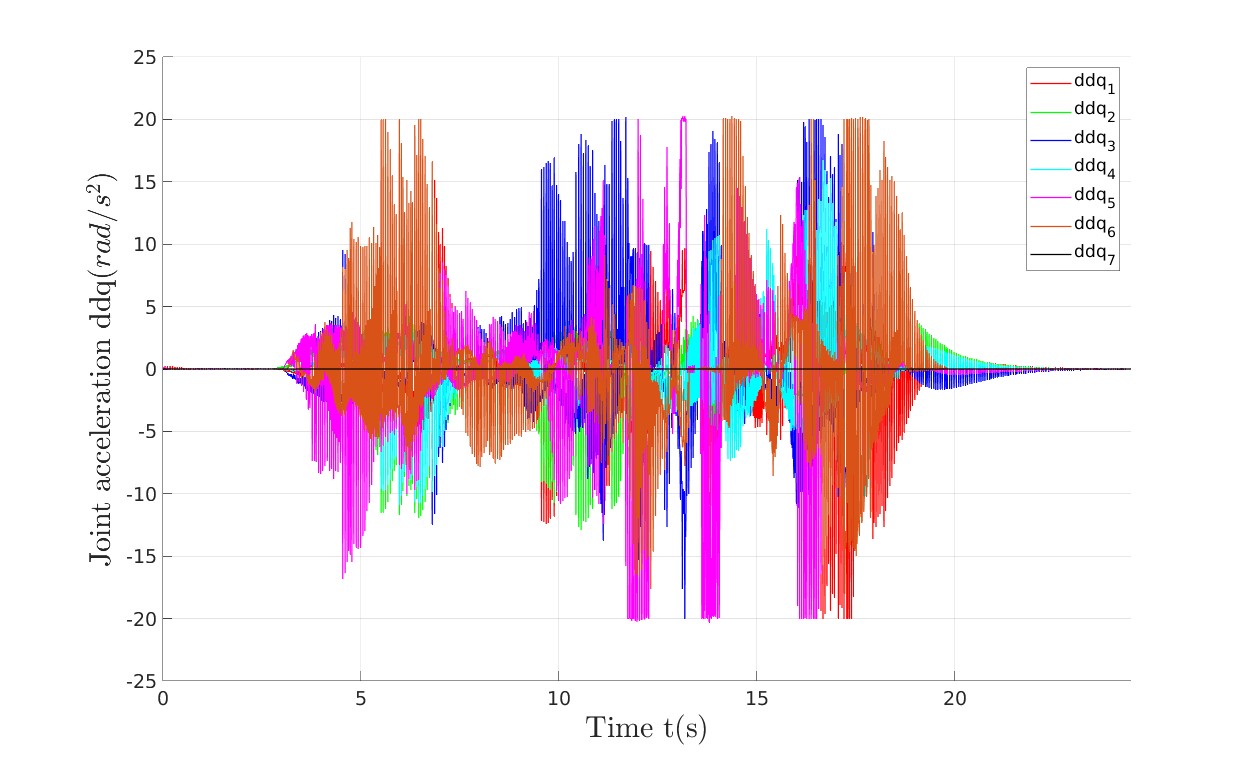 25
20
15
10
5
0
-5
-10
-15
-20
-25
0 5 10 15 20
Time t(s)
Joint acceleration ddq(rad/s²)
ddq₁
ddq₂
ddq₃
ddq₄
ddq₅
ddq₆
ddq₇